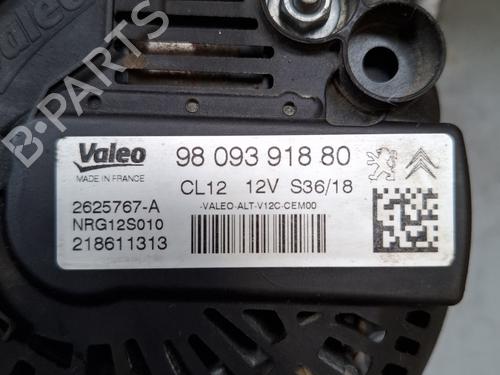 Valeo
B-PARTS
Valeo
MADE IN FRANCE
98 093 918 80
CL12 12V S36/18
-VALEO-ALT-V12C-CEM00
2625767-A
NRG12S010
218611313